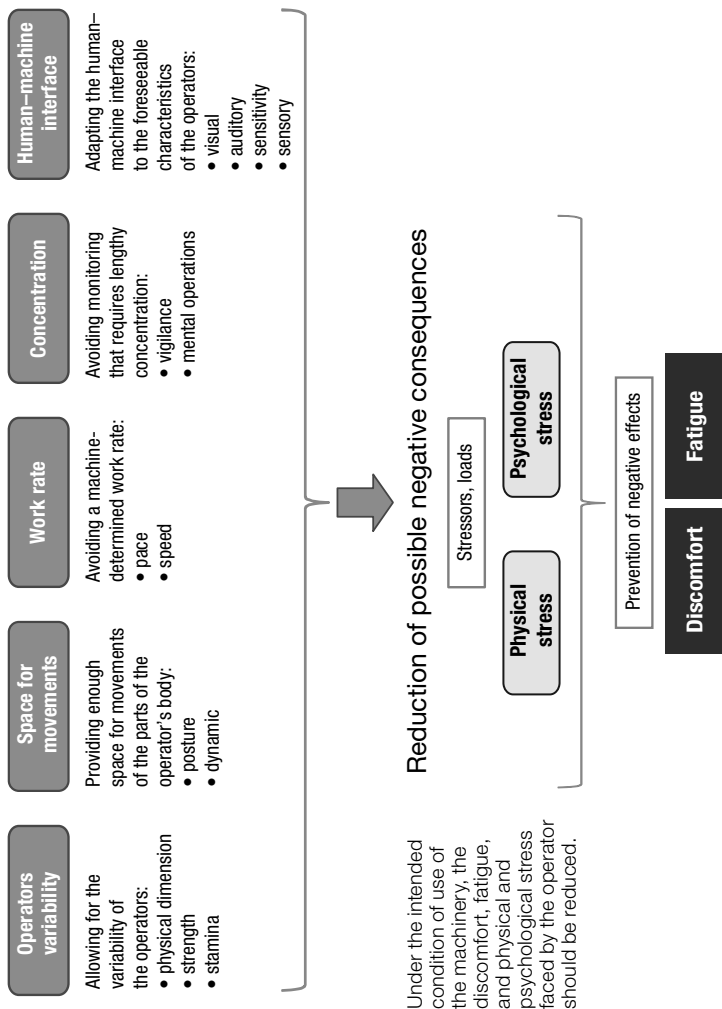 Operators
variability
Allowing for the
variability of
the operators:
• physical dimension
• strength
• stamina
Space for
movements
Providing enough
space for movements
of the parts of the
operator's body:
• posture
• dynamic
Work rate
Avoiding a machine-
determined work rate:
• pace
• speed
Concentration
Avoiding monitoring
that requires lengthy
concentration:
• vigilance
• mental operations
Human–machine
interface
Adapting the human–
machine interface
to the foreseeable
characteristics
of the operators:
• visual
• auditory
• sensitivity
• sensory
Under the intended
condition of use of
the machinery, the
discomfort, fatigue,
and physical and
psychological stress
faced by the operator
should be reduced.
Reduction of possible negative consequences
Stressors, loads
Physical
stress
Psychological
stress
Prevention of negative effects
Discomfort
Fatigue